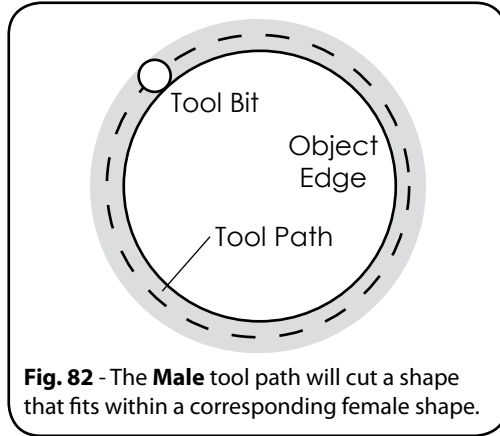 Tool Bit
Object
Edge
Tool Path
Fig. 82 - The Male tool path will cut a shape
that fits within a corresponding female shape.